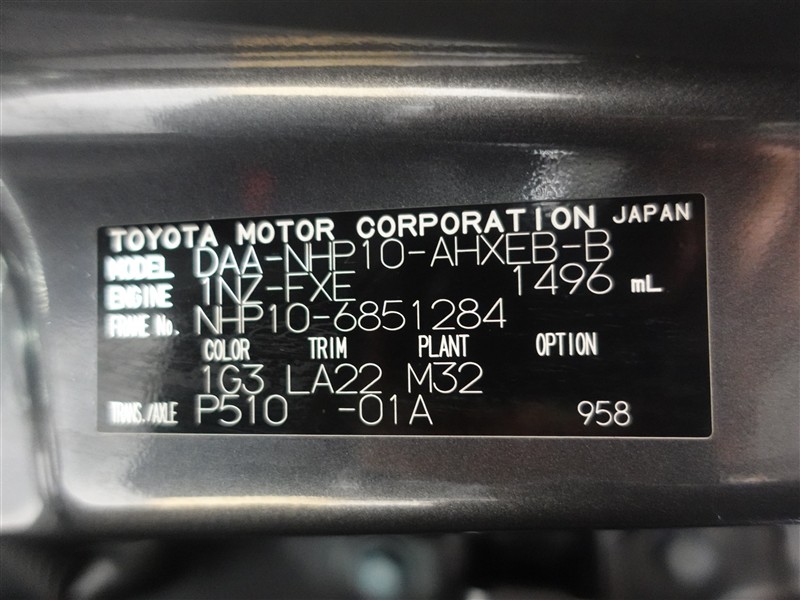 TOYOTA MOTOR CORPORATION JAPAN
MODEL DAA-NHP10-AHXEB-B
ENGINE 1NZ-FXE 1496 mL
FRAME No. NHP10-6851284
COLOR TRIM PLANT OPTION
1G3 LA22 M32
TRANS./AXLE P510 -01A 958